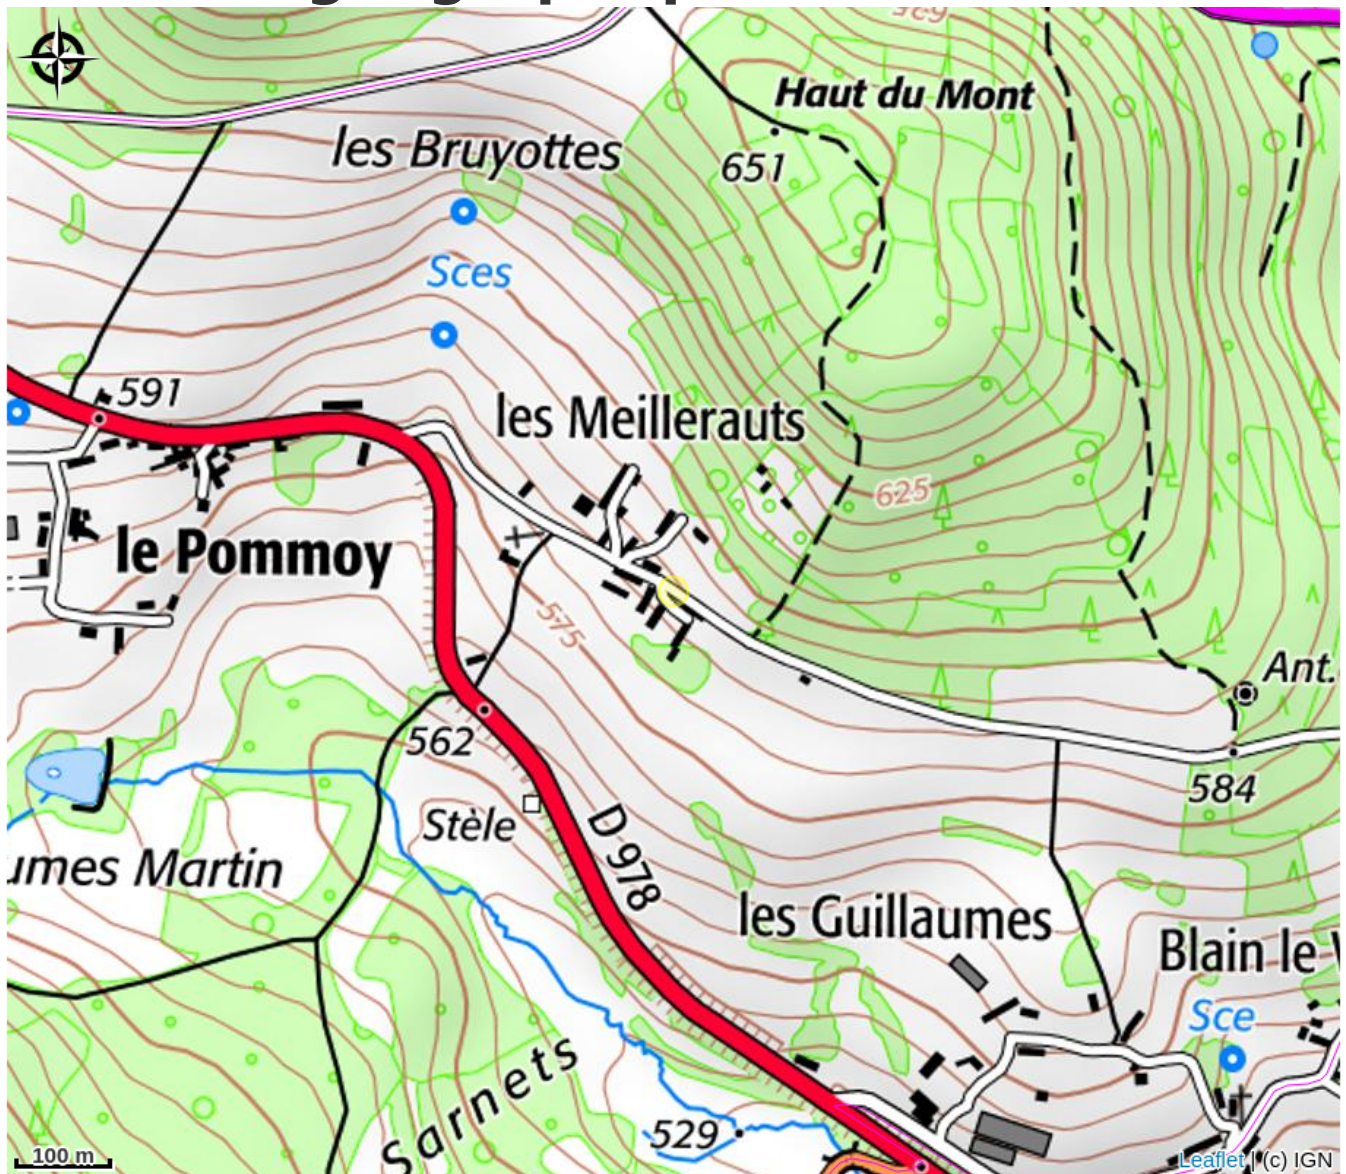 625
Haut du Mont
les Bruyottes
651
Sces
591
les Meillerauts
625
le Pommoy
575
Ant.
562
584
Stèle
D 978
umes Martin
les Guillaumes
Blain le
Sce
Sarnets
529
100 m
Leaflet | (c) IGN